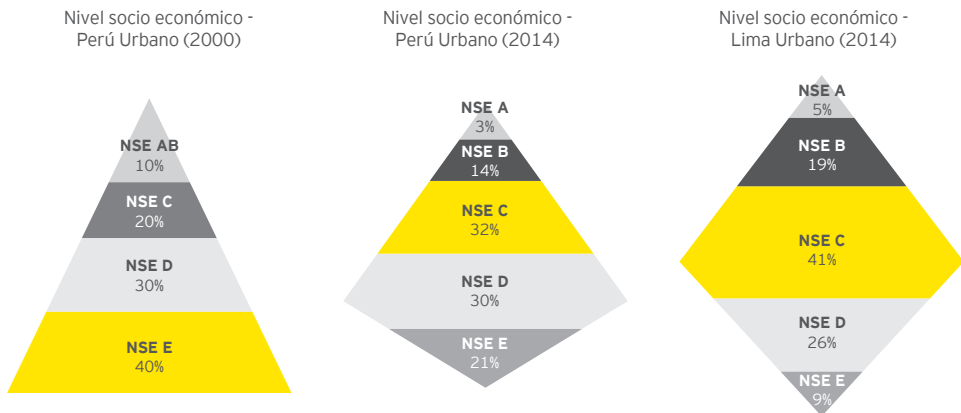 Nivel socio económico -
Perú Urbano (2000)
NSE AB
10%
NSE C
20%
NSE D
30%
NSE E
40%
Nivel socio económico -
Perú Urbano (2014)
NSE A
3%
NSE B
14%
NSE C
32%
NSE D
30%
NSE E
21%
Nivel socio económico -
Lima Urbano (2014)
NSE A
5%
NSE B
19%
NSE C
41%
NSE D
26%
NSE E
9%